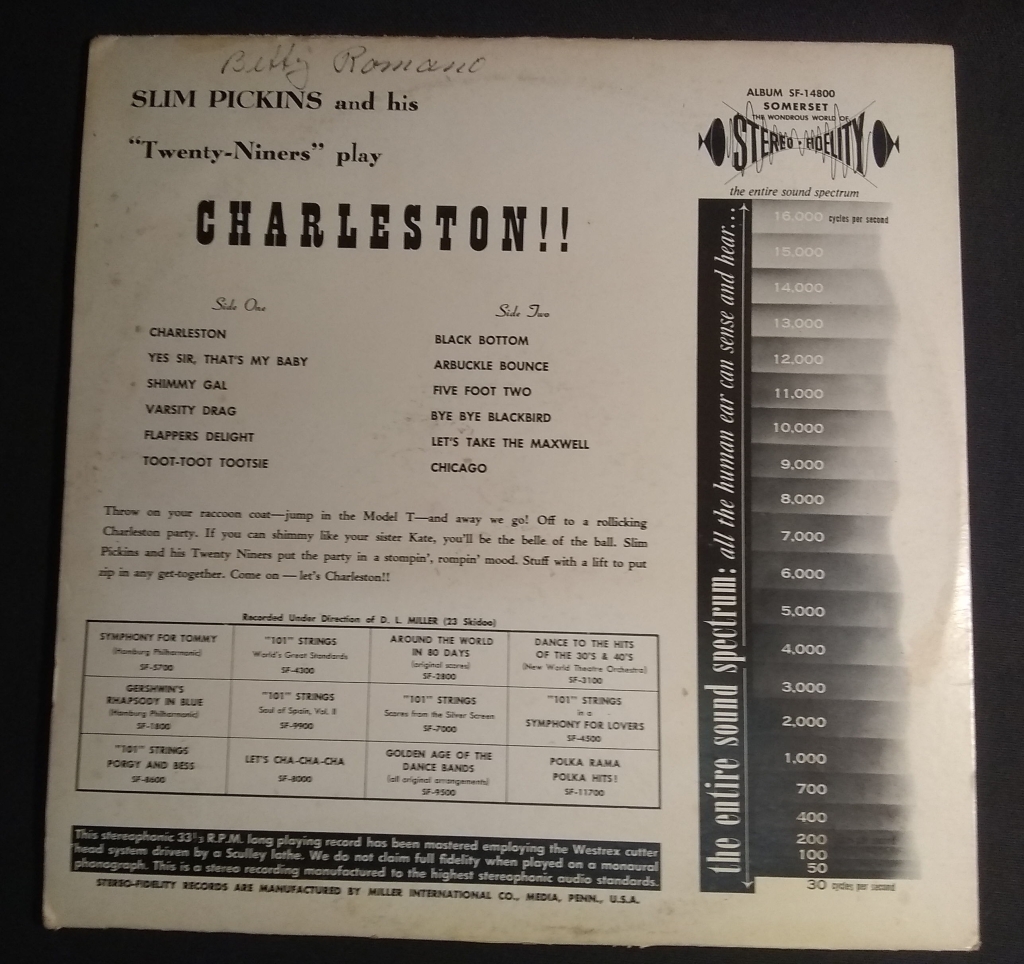 Betty Romano
SLIM PICKINS and his
"Twenty-Niners" play
CHARLESTON!!
Side One
CHARLESTON
YES SIR, THAT'S MY BABY
SHIMMY GAL
VARSITY DRAG
FLAPPERS DELIGHT
TOOT-TOOT TOOTSIE
Side Two
BLACK BOTTOM
ARBUCKLE BOUNCE
FIVE FOOT TWO
BYE BYE BLACKBIRD
LET'S TAKE THE MAXWELL
CHICAGO
Throw on your raccoon coat—jump in the Model T—and away we go! Off to a rollicking
Charleston party. If you can shimmy like your sister Kate, you'll be the belle of the ball. Slim
Pickins and his Twenty Niners put the party in a stompin', rompin' mood. Stuff with a lift to put
zip in any get-together. Come on — let's Charleston!!
Recorded Under Direction of D. L. MILLER (23 Skidoo)
SYMPHONY FOR TOMMY
(Hamburg Philharmonic)
SF-5700
"101" STRINGS
World's Great Standards
SF-4300
AROUND THE WORLD
IN 80 DAYS
(original scores)
SF-2800
DANCE TO THE HITS
OF THE 30'S & 40'S
(New World Theatre Orchestra)
SF-3100
GERSHWIN'S
RHAPSODY IN BLUE
(Hamburg Philharmonic)
SF-1800
"101" STRINGS
Soul of Spain, Vol. II
SF-9900
"101" STRINGS
Scores from the Silver Screen
SF-7000
"101" STRINGS
in a
SYMPHONY FOR LOVERS
SF-4500
"101" STRINGS
PORGY AND BESS
SF-8600
LET'S CHA-CHA-CHA
SF-8000
GOLDEN AGE OF THE
DANCE BANDS
(all original arrangements)
SF-9500
POLKA RAMA
POLKA HITS!
SF-11700
This stereophonic 33⅓ R.P.M. long playing record has been mastered employing the Westrex cutter
head system driven by a Sculley lathe. We do not claim full fidelity when played on a monaural
phonograph. This is a stereo recording manufactured to the highest stereophonic audio standards.
STEREO-FIDELITY RECORDS ARE MANUFACTURED BY MILLER INTERNATIONAL CO., MEDIA, PENN., U.S.A.
ALBUM SF-14800
SOMERSET
THE WONDROUS WORLD OF
STEREO-FIDELITY
the entire sound spectrum
the entire sound spectrum: all the human ear can sense and hear...
16,000 cycles per second
15,000
14,000
13,000
12,000
11,000
10,000
9,000
8,000
7,000
6,000
5,000
4,000
3,000
2,000
1,000
700
400
200
100
50
30 cycles per second